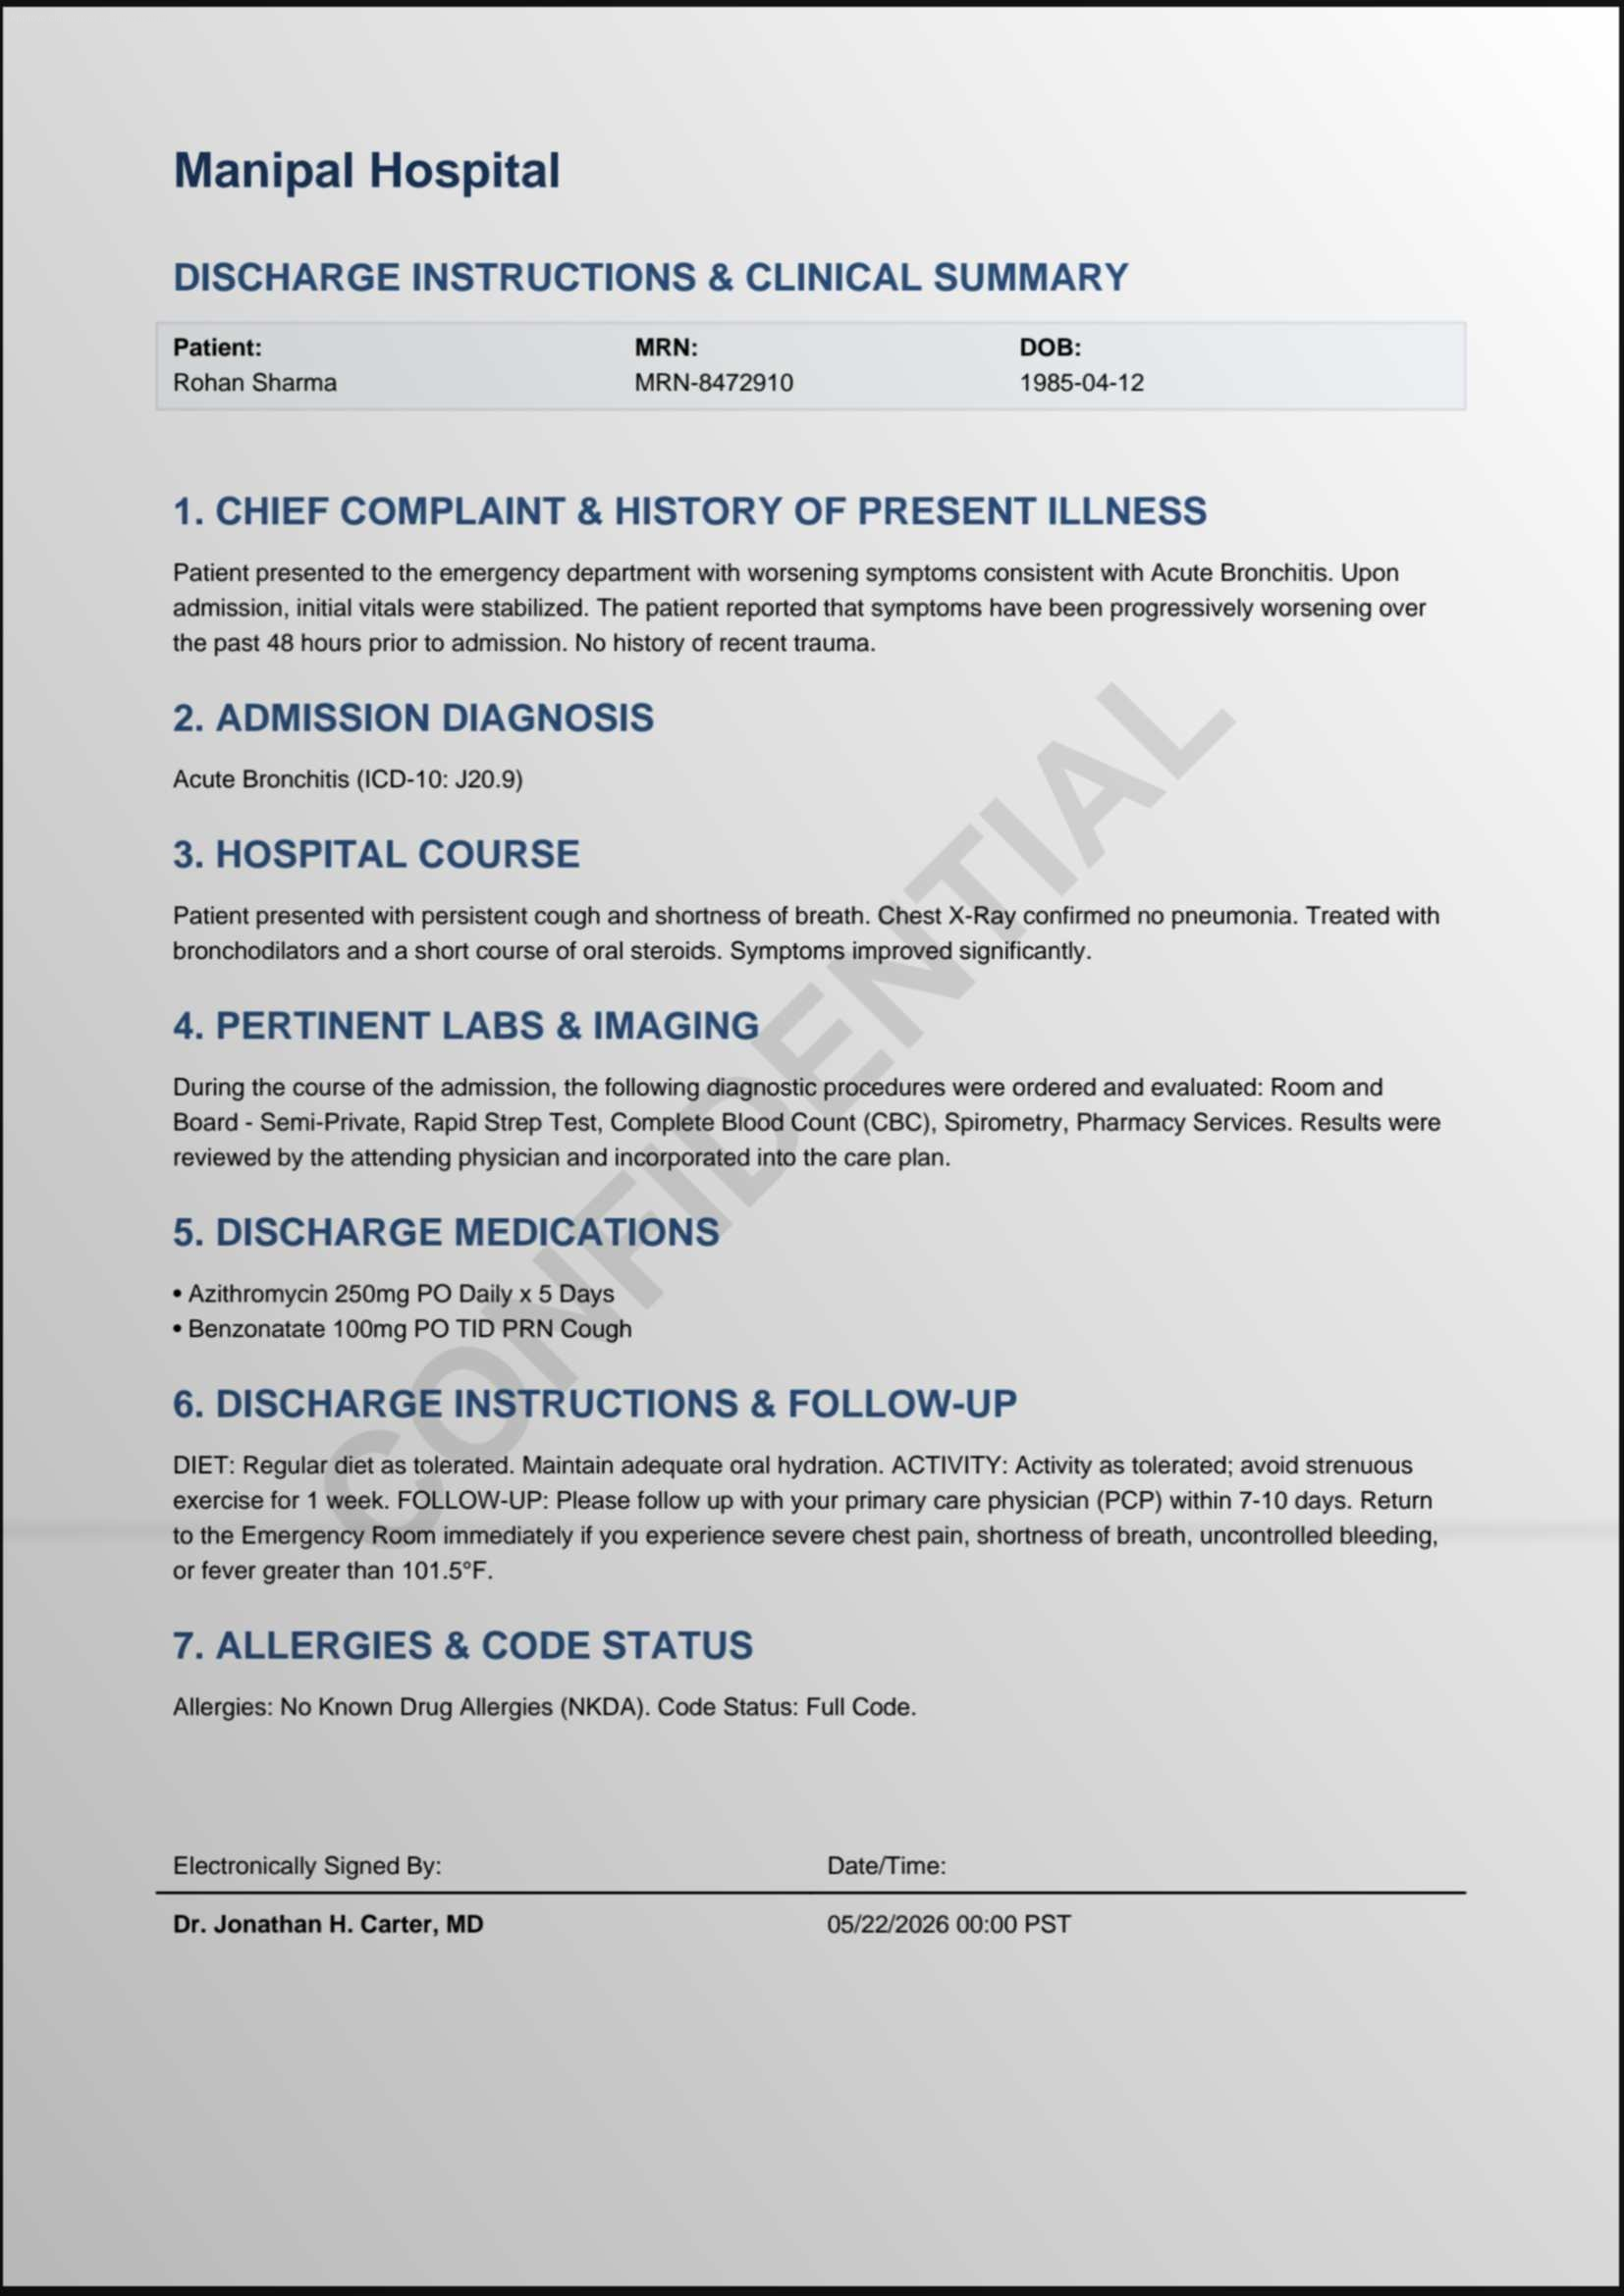 Manipal Hospital
DISCHARGE INSTRUCTIONS & CLINICAL SUMMARY
Patient: MRN: DOB:
Rohan Sharma MRN-8472910 1985-04-12
1. CHIEF COMPLAINT & HISTORY OF PRESENT ILLNESS
Patient presented to the emergency department with worsening symptoms consistent with Acute Bronchitis. Upon
admission, initial vitals were stabilized. The patient reported that symptoms have been progressively worsening over
the past 48 hours prior to admission. No history of recent trauma.
2. ADMISSION DIAGNOSIS
Acute Bronchitis (ICD-10: J20.9)
3. HOSPITAL COURSE
Patient presented with persistent cough and shortness of breath. Chest X-Ray confirmed no pneumonia. Treated with
bronchodilators and a short course of oral steroids. Symptoms improved significantly.
4. PERTINENT LABS & IMAGING
During the course of the admission, the following diagnostic procedures were ordered and evaluated: Room and
Board - Semi-Private, Rapid Strep Test, Complete Blood Count (CBC), Spirometry, Pharmacy Services. Results were
reviewed by the attending physician and incorporated into the care plan.
5. DISCHARGE MEDICATIONS
• Azithromycin 250mg PO Daily x 5 Days
• Benzonatate 100mg PO TID PRN Cough
6. DISCHARGE INSTRUCTIONS & FOLLOW-UP
DIET: Regular diet as tolerated. Maintain adequate oral hydration. ACTIVITY: Activity as tolerated; avoid strenuous
exercise for 1 week. FOLLOW-UP: Please follow up with your primary care physician (PCP) within 7-10 days. Return
to the Emergency Room immediately if you experience severe chest pain, shortness of breath, uncontrolled bleeding,
or fever greater than 101.5°F.
7. ALLERGIES & CODE STATUS
Allergies: No Known Drug Allergies (NKDA). Code Status: Full Code.
Electronically Signed By: Date/Time:
Dr. Jonathan H. Carter, MD 05/22/2026 00:00 PST
CONFIDENTIAL